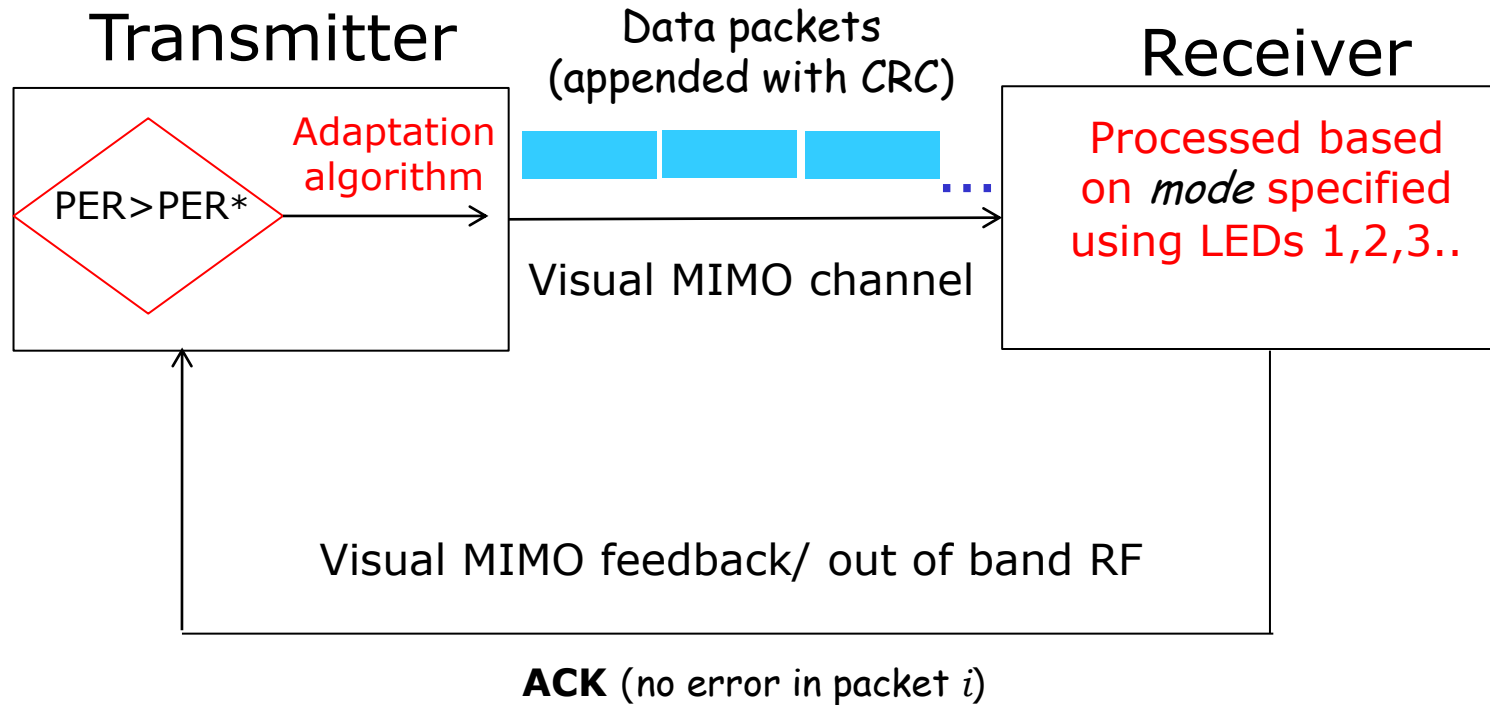 Transmitter
Data packets
(appended with CRC)
Receiver
PER>PER*
Adaptation
algorithm
...
Visual MIMO channel
Processed based
on mode specified
using LEDs 1,2,3..
Visual MIMO feedback/ out of band RF
ACK (no error in packet i)